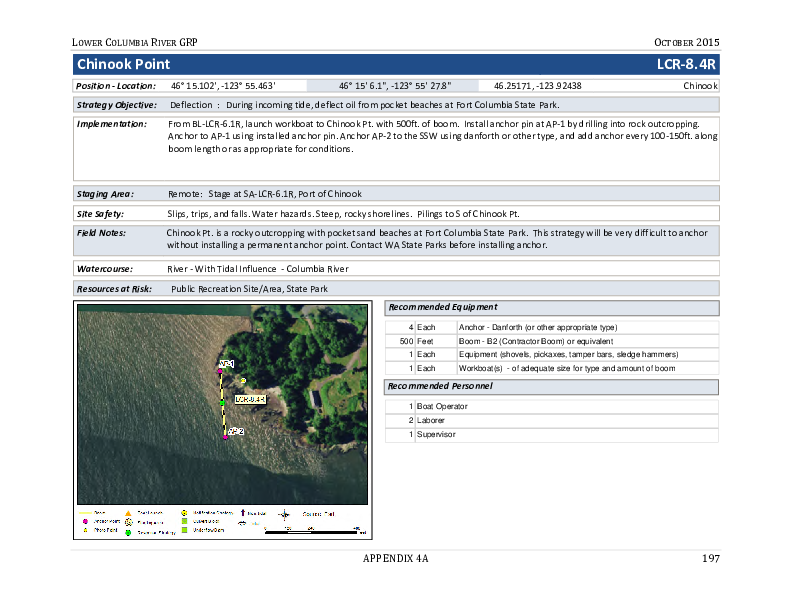 LOWER COLUMBIA RIVER GRP OCTOBER 2015
Chinook Point LCR-8.4R
Position - Location: 46° 15.102', -123° 55.463' 46° 15' 6.1", -123° 55' 27.8" 46.25171, -123.92438 Chinook
Strategy Objective: Deflection : During incoming tide, deflect oil from pocket beaches at Fort Columbia State Park.
Implementation: From BL-LCR-6.1R, launch workboat to Chinook Pt. with 500ft. of boom. Install anchor pin at AP-1 by drilling into rock outcropping.
Anchor to AP-1 using installed anchor pin. Anchor AP-2 to the SSW using danforth or other type, and add anchor every 100-150ft. along
boom length or as appropriate for conditions.
Staging Area: Remote: Stage at SA-LCR-6.1R, Port of Chinook
Site Safety: Slips, trips, and falls. Water hazards. Steep, rocky shorelines. Pilings to S of Chinook Pt.
Field Notes: Chinook Pt. is a rocky outcropping with pocket sand beaches at Fort Columbia State Park. This strategy will be very difficult to anchor
without installing a permanent anchor point. Contact WA State Parks before installing anchor.
Watercourse: River - With Tidal Influence - Columbia River
Resources at Risk: Public Recreation Site/Area, State Park
AP-1
LCR-8.4R
AP-2
Anchor Point
Photo Point
Notification Strategy
Underflow Dam
Recommended Equipment
4 Each Anchor - Danforth (or other appropriate type)
500 Feet Boom - B2 (Contractor Boom) or equivalent
1 Each Equipment (shovels, pickaxes, tamper bars, sledge hammers)
1 Each Workboat(s) - of adequate size for type and amount of boom
Recommended Personnel
1 Boat Operator
2 Laborer
1 Supervisor
APPENDIX 4A 197